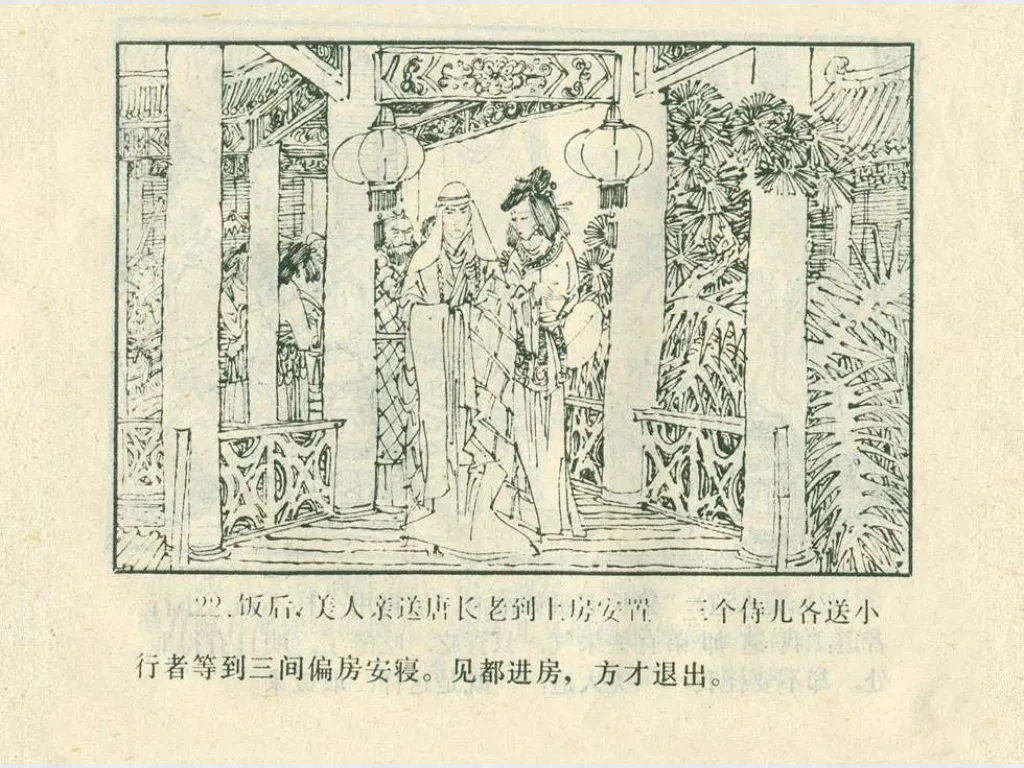 22.饭后,美人亲送唐长老到上房安置 三个侍儿各送小
行者等到三间偏房安寝。见都进房，方才退出。